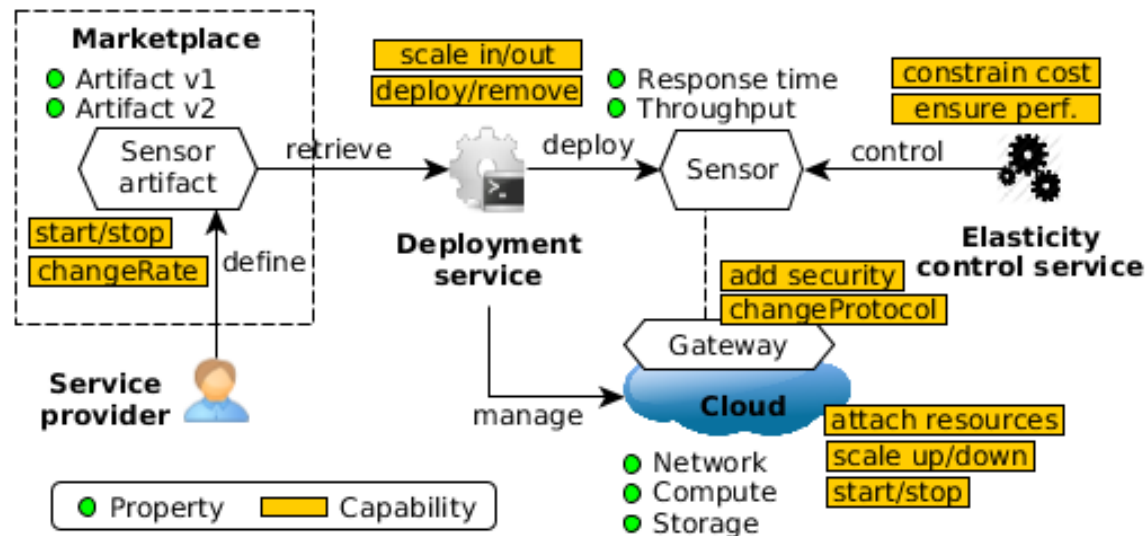 Marketplace
Artifact v1
Artifact v2
Sensor
artifact
start/stop
changeRate
define
Service
provider
retrieve
scale in/out
deploy/remove
Deployment
service
deploy
manage
Response time
Throughput
Sensor
control
constrain cost
ensure perf.
Elasticity
control service
add security
changeProtocol
Gateway
Cloud
attach resources
scale up/down
start/stop
Network
Compute
Storage
Property
Capability
>_